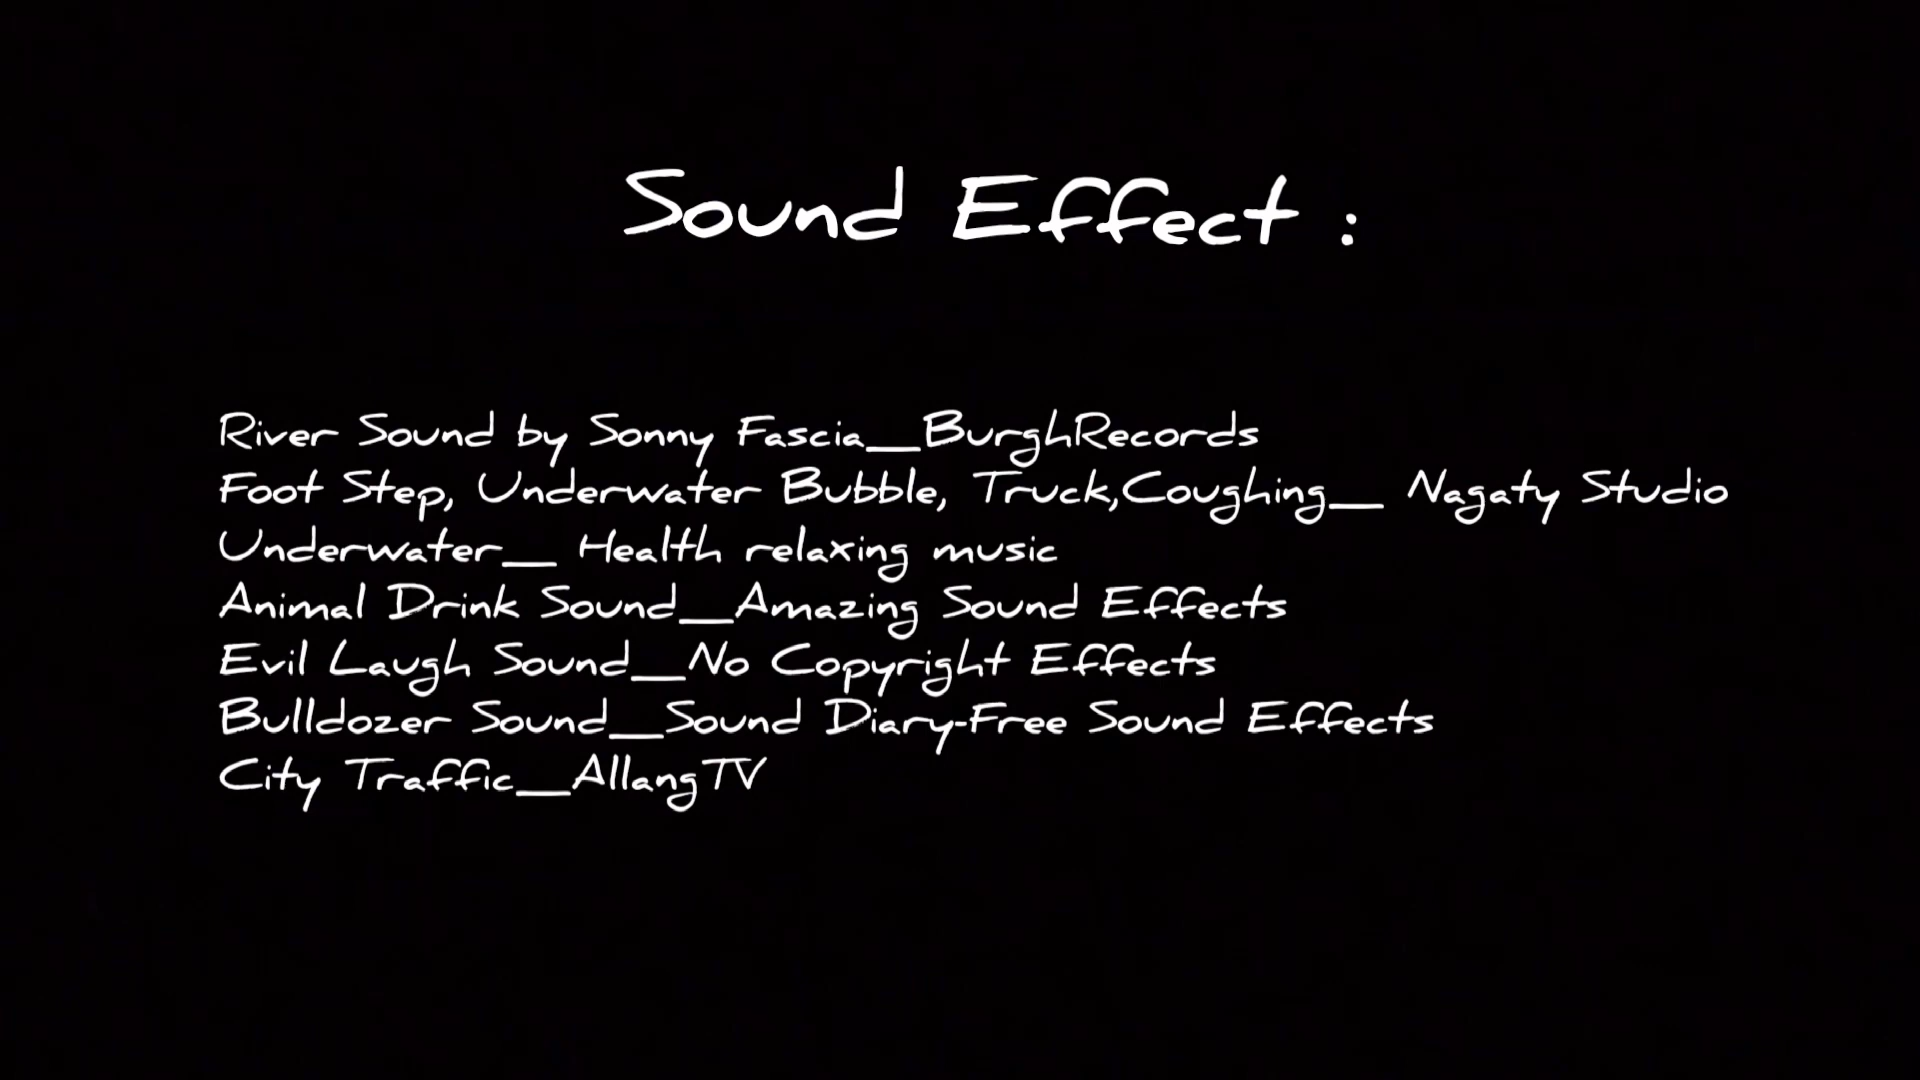 Sound Effect :
River Sound by Sonny Fascia__BurghRecords
Foot Step, Underwater Bubble, Truck,Coughing__ Nagaty Studio
Underwater__ Health relaxing music
Animal Drink Sound__Amazing Sound Effects
Evil Laugh Sound__No Copyright Effects
Bulldozer Sound__Sound Diary-Free Sound Effects
City Traffic__AllangTV